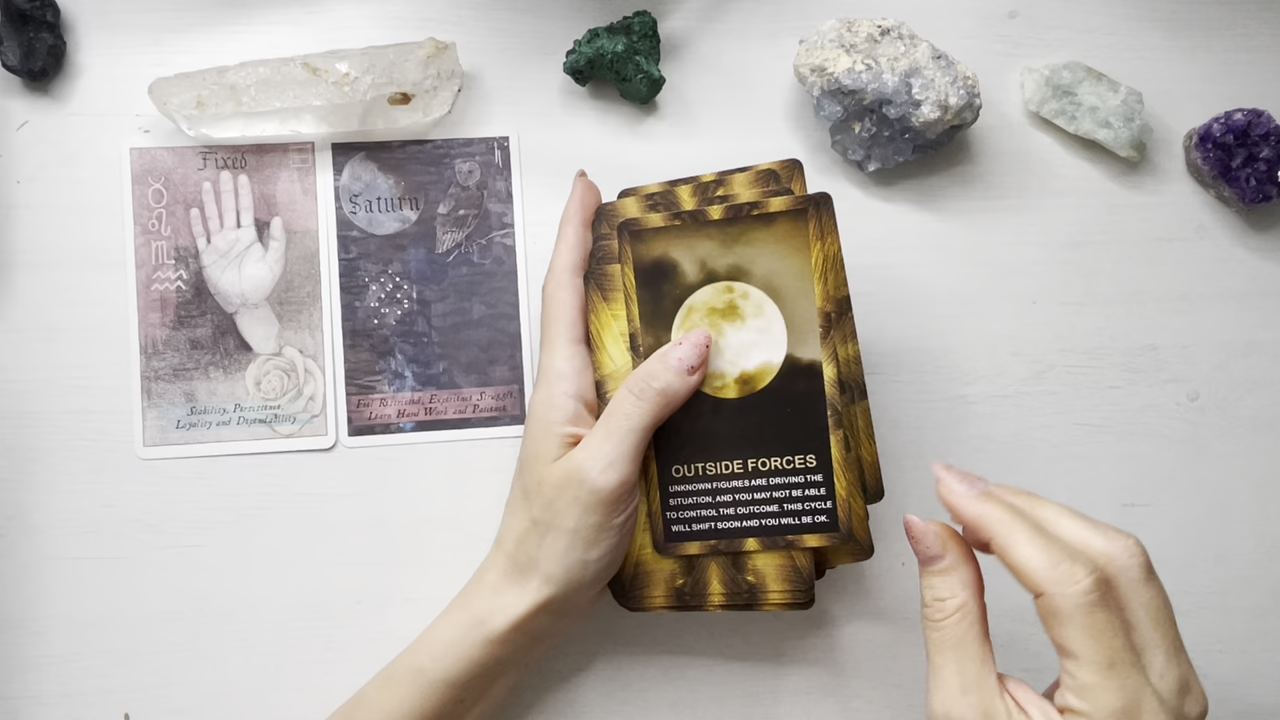 Fixed
Stability, Persistence,
Loyality and Dependability
Saturn
Feel Restricted, Experience Struggle,
Learn Hard Work and Patience
OUTSIDE FORCES
UNKNOWN FIGURES ARE DRIVING THE
SITUATION, AND YOU MAY NOT BE ABLE
TO CONTROL THE OUTCOME. THIS CYCLE
WILL SHIFT SOON AND YOU WILL BE OK.